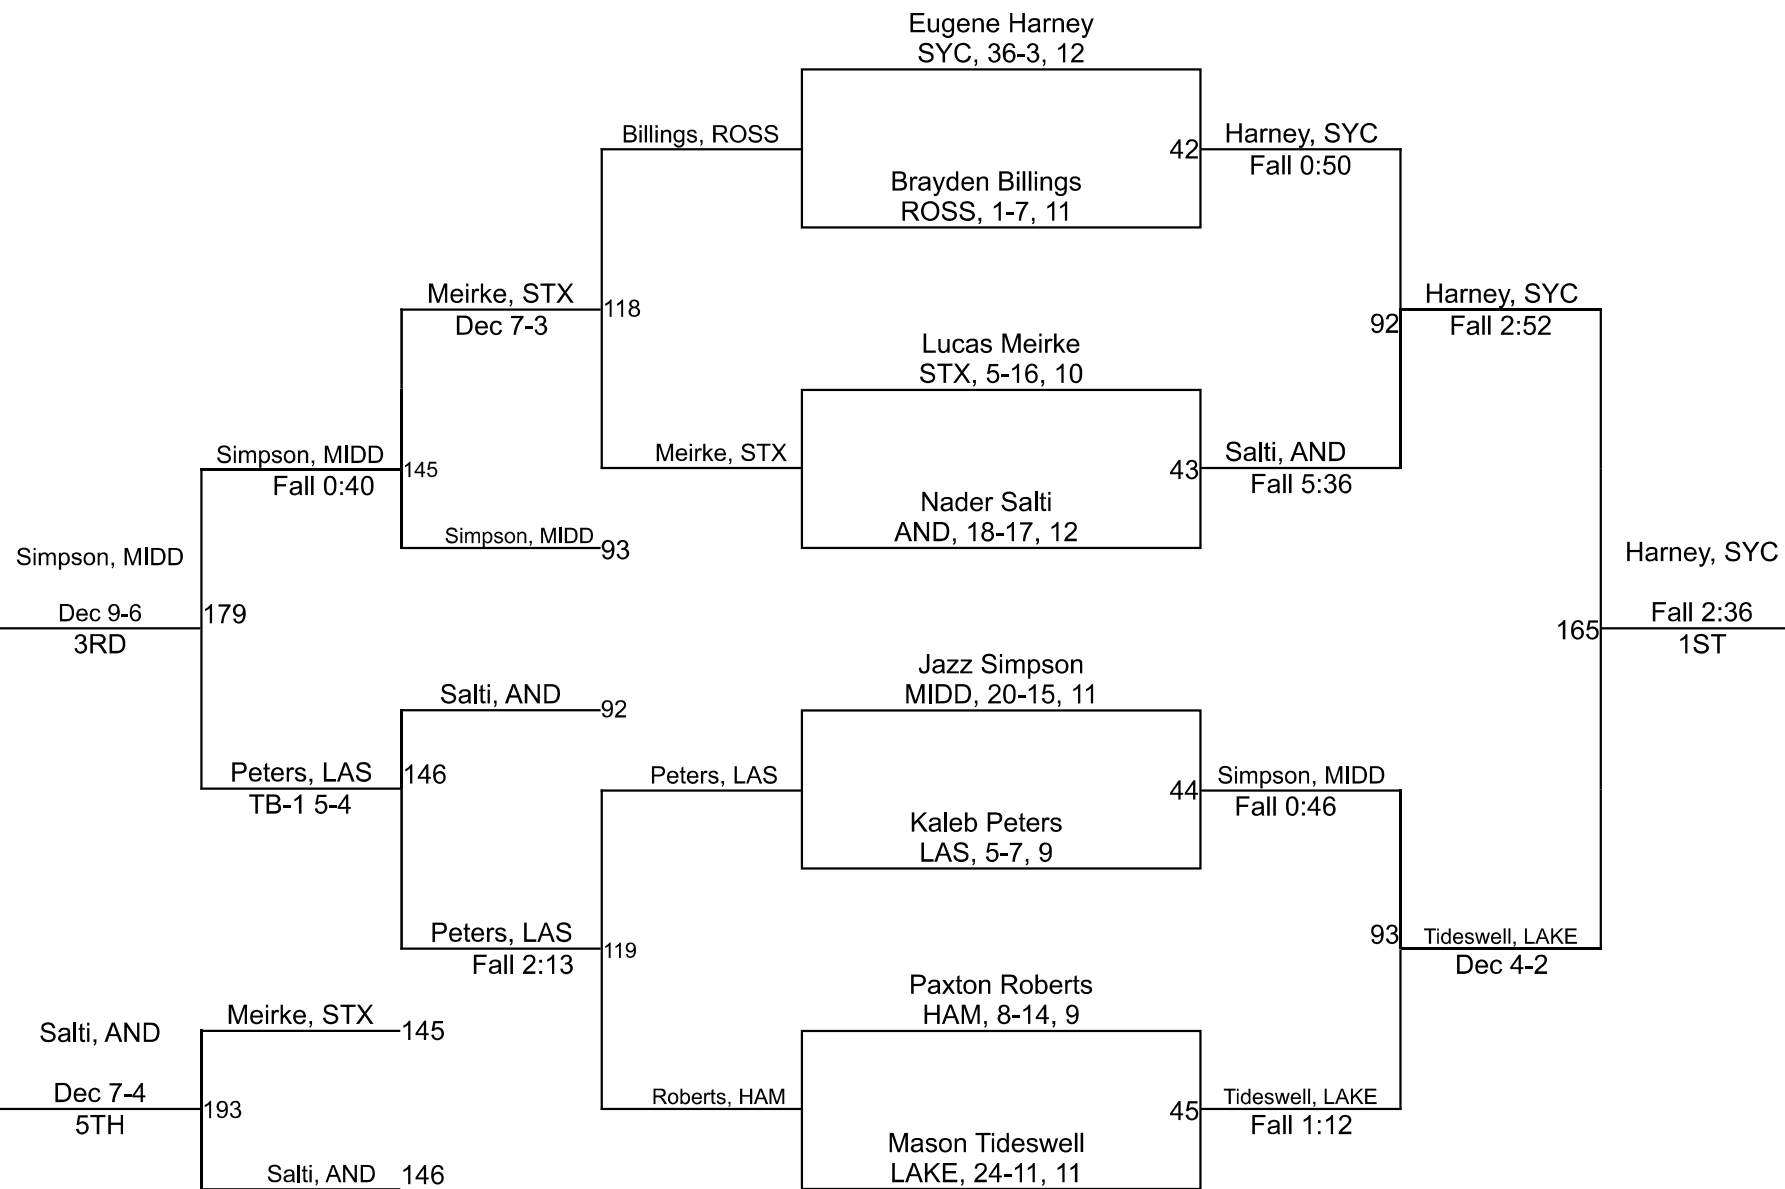 Eugene Harney
SYC, 36-3, 12
Billings, ROSS
42
Harney, SYC
Fall 0:50
Brayden Billings
ROSS, 1-7, 11
Meirke, STX
118
Dec 7-3
Harney, SYC
92
Fall 2:52
Lucas Meirke
STX, 5-16, 10
Simpson, MIDD
145
Fall 0:40
Meirke, STX
43
Salti, AND
Fall 5:36
Nader Salti
AND, 18-17, 12
Simpson, MIDD
93
Simpson, MIDD
Harney, SYC
Dec 9-6
179
3RD
Fall 2:36
165
1ST
Jazz Simpson
MIDD, 20-15, 11
Salti, AND
92
Peters, LAS
146
TB-1 5-4
Peters, LAS
44
Simpson, MIDD
Fall 0:46
Kaleb Peters
LAS, 5-7, 9
Peters, LAS
119
Fall 2:13
93
Tideswell, LAKE
Dec 4-2
Paxton Roberts
HAM, 8-14, 9
Salti, AND
Meirke, STX
145
Dec 7-4
193
5TH
Roberts, HAM
45
Tideswell, LAKE
Fall 1:12
Mason Tideswell
LAKE, 24-11, 11
Salti, AND
146